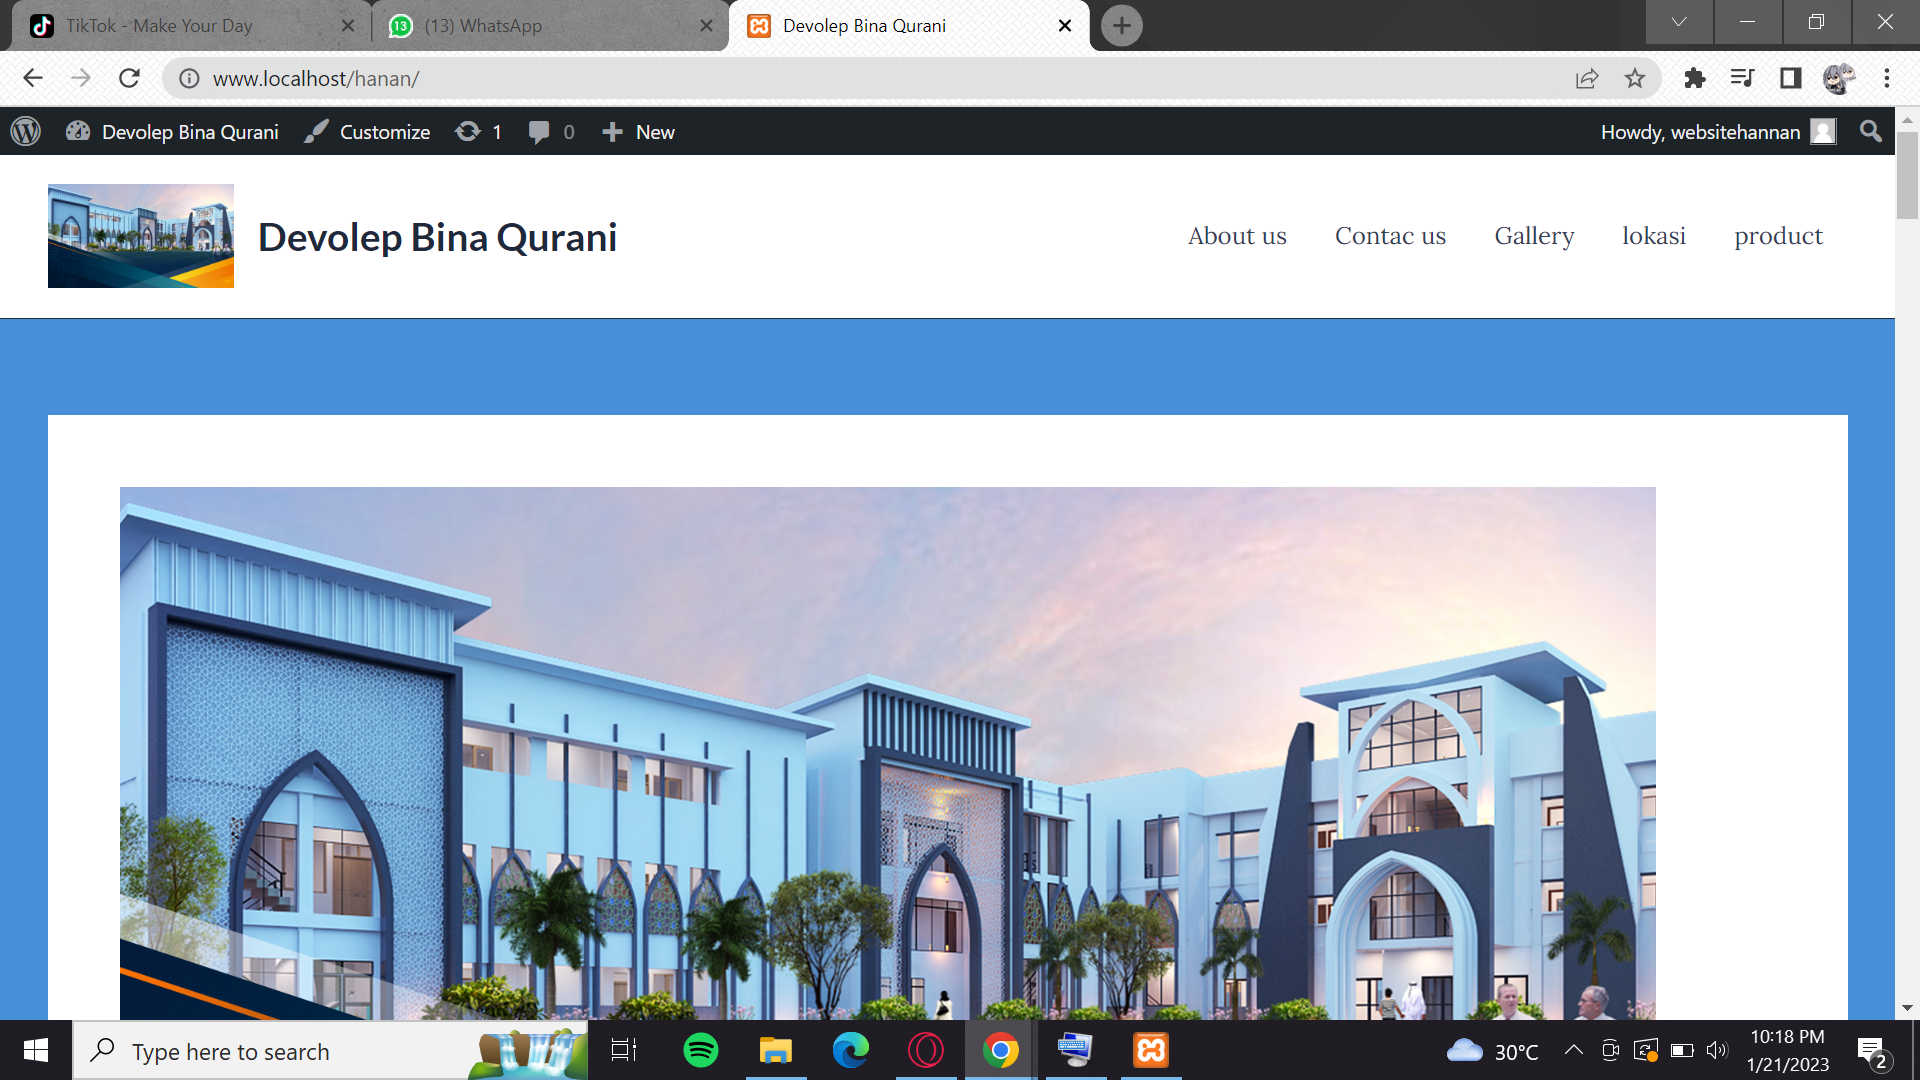 TikTok - Make Your Day
13 (13) WhatsApp
Devolep Bina Qurani
www.localhost/hanan/
Devolep Bina Qurani Customize 1 0 New Howdy, websitehannan
Devolep Bina Qurani
About us Contac us Gallery lokasi product
Type here to search
30°C
10:18 PM
1/21/2023
2